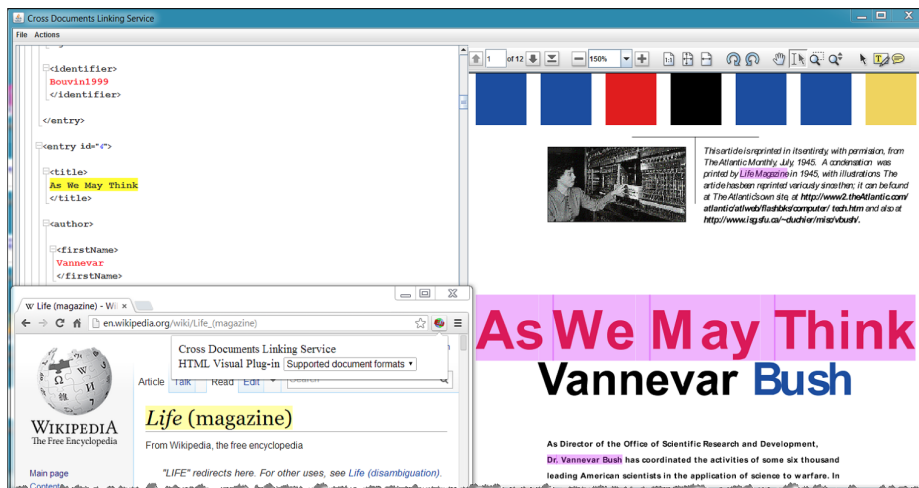 Cross Documents Linking Service
File Actions
<identifier>
Bouvin1999
</identifier>
</entry>
<entry id="4">
<title>
As We May Think
</title>
<author>
<firstName>
Vannevar
</firstName>
1 of 12 150%
This article is reprinted in its entirety, with permission, from
The Atlantic Monthly, July, 1945. A condensation was
printed by Life Magazine in 1945, with illustrations. The
article has been reprinted variously since then; it can be found
at The Atlantic's own site, at http://www2.theAtlantic.com/
atlantic/atlweb/flashbks/computer/ tech.htm and also at
http://www.isg.sfu.ca/~duchier/misc/vbush/.
As We May Think
Vannevar Bush
As Director of the Office of Scientific Research and Development,
Dr. Vannevar Bush has coordinated the activities of some six thousand
leading American scientists in the application of science to warfare. In
W Life (magazine) - Wi
en.wikipedia.org/wiki/Life_(magazine)
Cross Documents Linking Service
HTML Visual Plug-in Supported document formats
WIKIPEDIA
The Free Encyclopedia
Main page
Contents
Article Talk Read Edit Search
Life (magazine)
From Wikipedia, the free encyclopedia
"LIFE" redirects here. For other uses, see Life (disambiguation).